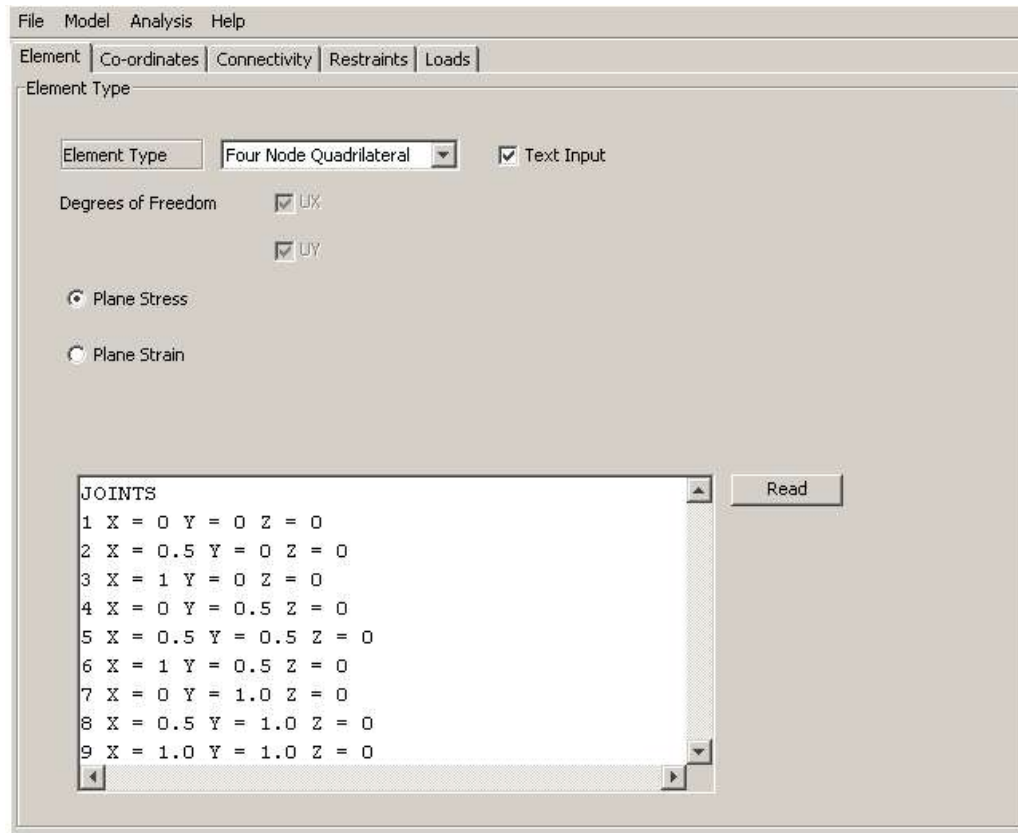 File Model Analysis Help
Element Co-ordinates Connectivity Restraints Loads
Element Type
Element Type Four Node Quadrilateral Text Input
Degrees of Freedom UX
UY
Plane Stress
Plane Strain
JOINTS
Read
1 X = 0 Y = 0 Z = 0
2 X = 0.5 Y = 0 Z = 0
3 X = 1 Y = 0 Z = 0
4 X = 0 Y = 0.5 Z = 0
5 X = 0.5 Y = 0.5 Z = 0
6 X = 1 Y = 0.5 Z = 0
7 X = 0 Y = 1.0 Z = 0
8 X = 0.5 Y = 1.0 Z = 0
9 X = 1.0 Y = 1.0 Z = 0